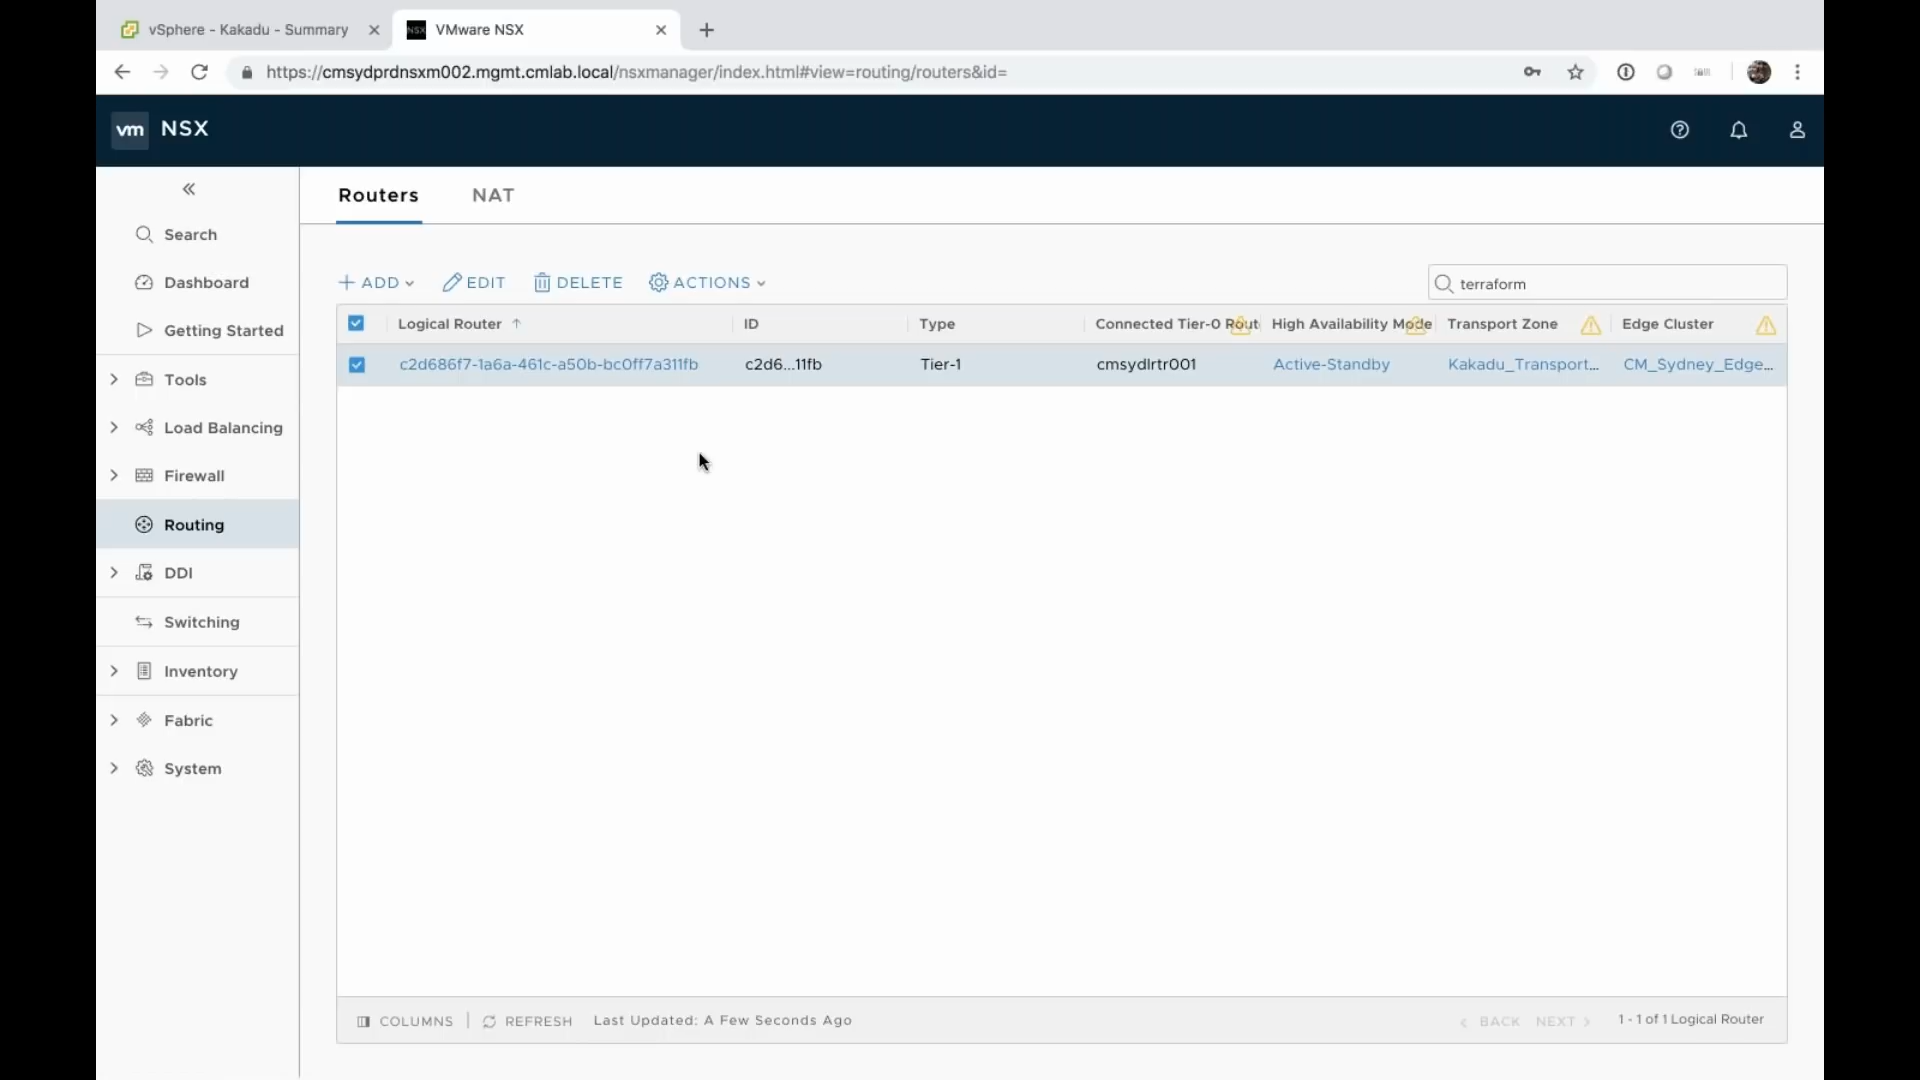 vSphere - Kakadu - Summary
VMware NSX
https://cmsydprdnsxm002.mgmt.cmlab.local/nsxmanager/index.html#view=routing/routers&id=
vm NSX
Routers NAT
Search
Dashboard
Getting Started
Tools
Load Balancing
Firewall
Routing
DDI
Switching
Inventory
Fabric
System
ADD EDIT DELETE ACTIONS terraform
Logical Router ID Type Connected Tier-0 Rout High Availability Mode Transport Zone Edge Cluster
c2d686f7-1a6a-461c-a50b-bc0ff7a311fb c2d6...11fb Tier-1 cmsydlrtr001 Active-Standby Kakadu_Transport... CM_Sydney_Edge...
COLUMNS REFRESH Last Updated: A Few Seconds Ago BACK NEXT 1 - 1 of 1 Logical Router